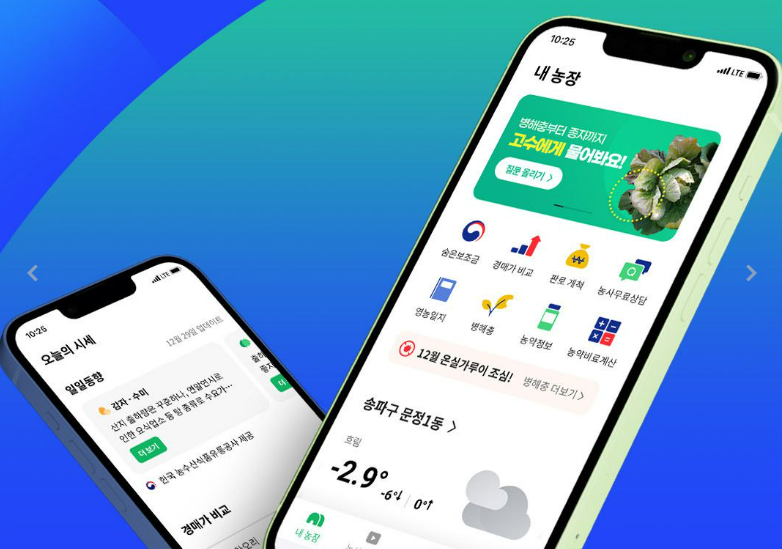 10:25
LTE
오늘의 시세
12월 29일 업데이트
일일동향
감자 · 수미
산지 출하량은 꾸준하나, 연말연시로
인한 요식업소 등 탕 종류로 수요가…
더보기
출하
더
한국 농수산식품유통공사 제공
경매가 비교
10:25
LTE
내 농장
병해충부터 종자까지
고수에게 물어봐요!
질문 올리기 >
숨은보조금
경매가 비교
판로 개척
농사무료상담
영농일지
병해충
농약정보
농약비료계산
12월 온실가루이 조심!
병해충 더보기 >
송파구 문정1동 >
흐림
-2.9°
-6°↓ | 0°↑
내 농장